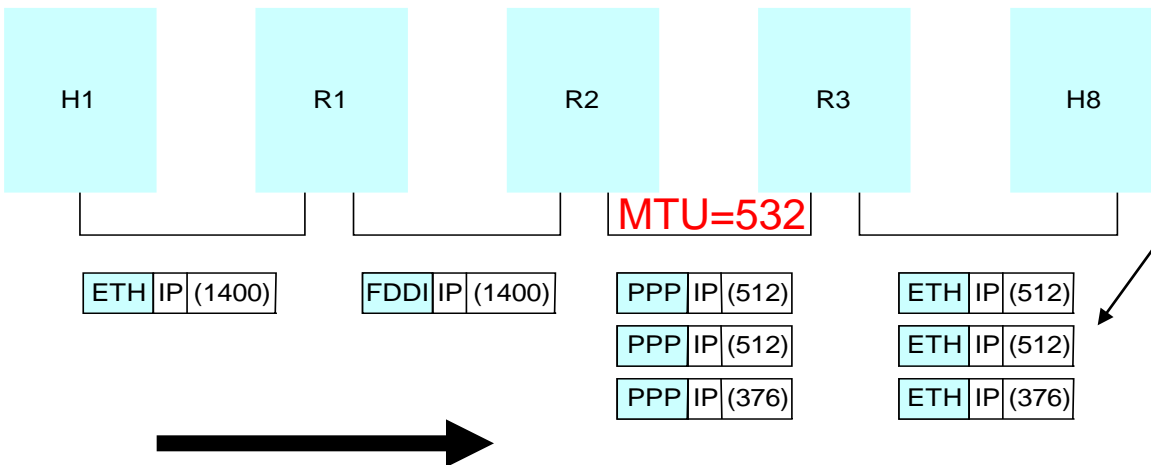 H1 R1 R2 R3 H8
MTU=532
ETH IP (1400) FDDI IP (1400) PPP IP (512) ETH IP (512)
PPP IP (512) ETH IP (512)
PPP IP (376) ETH IP (376)